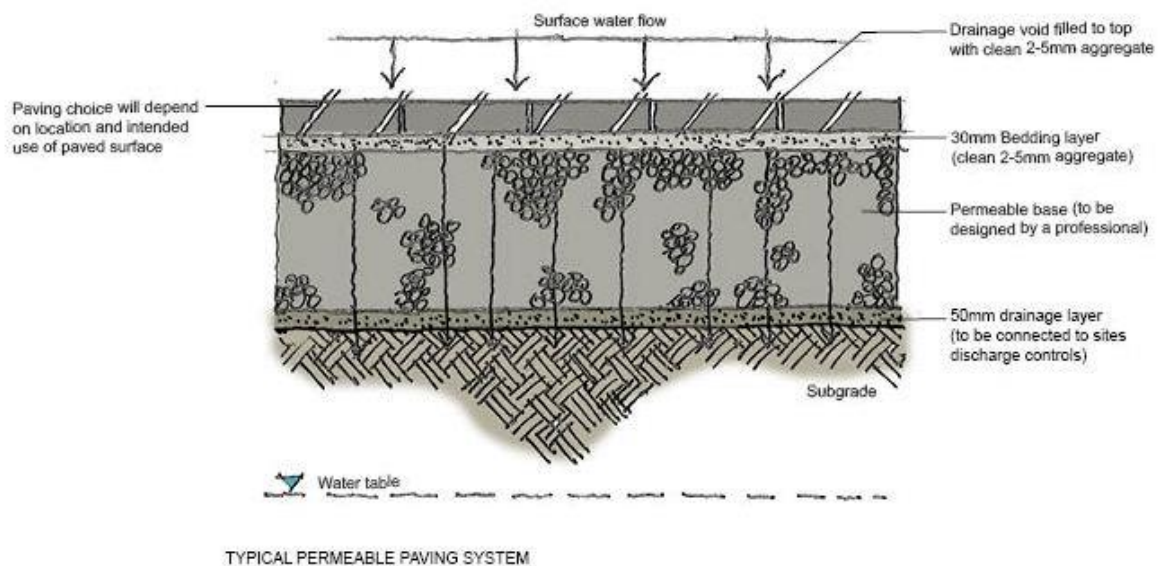 Surface water flow
Drainage void filled to top
with clean 2-5mm aggregate
Paving choice will depend
on location and intended
use of paved surface
30mm Bedding layer
(clean 2-5mm aggregate)
Permeable base (to be
designed by a professional)
50mm drainage layer
(to be connected to sites
discharge controls)
Subgrade
Water table
TYPICAL PERMEABLE PAVING SYSTEM